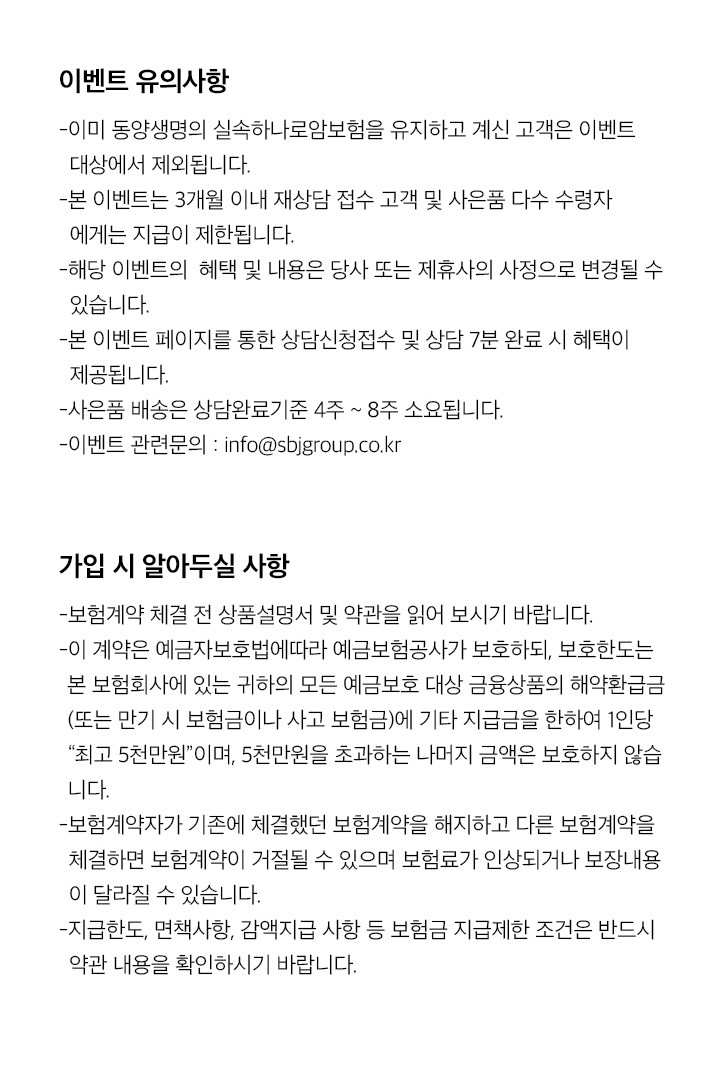 이벤트 유의사항
-이미 동양생명의 실속하나로암보험을 유지하고 계신 고객은 이벤트
대상에서 제외됩니다.
-본 이벤트는 3개월 이내 재상담 접수 고객 및 사은품 다수 수령자
에게는 지급이 제한됩니다.
-해당 이벤트의  혜택 및 내용은 당사 또는 제휴사의 사정으로 변경될 수
있습니다.
-본 이벤트 페이지를 통한 상담신청접수 및 상담 7분 완료 시 혜택이
제공됩니다.
-사은품 배송은 상담완료기준 4주 ~ 8주 소요됩니다.
-이벤트 관련문의 : info@sbjgroup.co.kr
가입 시 알아두실 사항
-보험계약 체결 전 상품설명서 및 약관을 읽어 보시기 바랍니다.
-이 계약은 예금자보호법에따라 예금보험공사가 보호하되, 보호한도는
본 보험회사에 있는 귀하의 모든 예금보호 대상 금융상품의 해약환급금
(또는 만기 시 보험금이나 사고 보험금)에 기타 지급금을 한하여 1인당
“최고 5천만원”이며, 5천만원을 초과하는 나머지 금액은 보호하지 않습
니다.
-보험계약자가 기존에 체결했던 보험계약을 해지하고 다른 보험계약을
체결하면 보험계약이 거절될 수 있으며 보험료가 인상되거나 보장내용
이 달라질 수 있습니다.
-지급한도, 면책사항, 감액지급 사항 등 보험금 지급제한 조건은 반드시
약관 내용을 확인하시기 바랍니다.